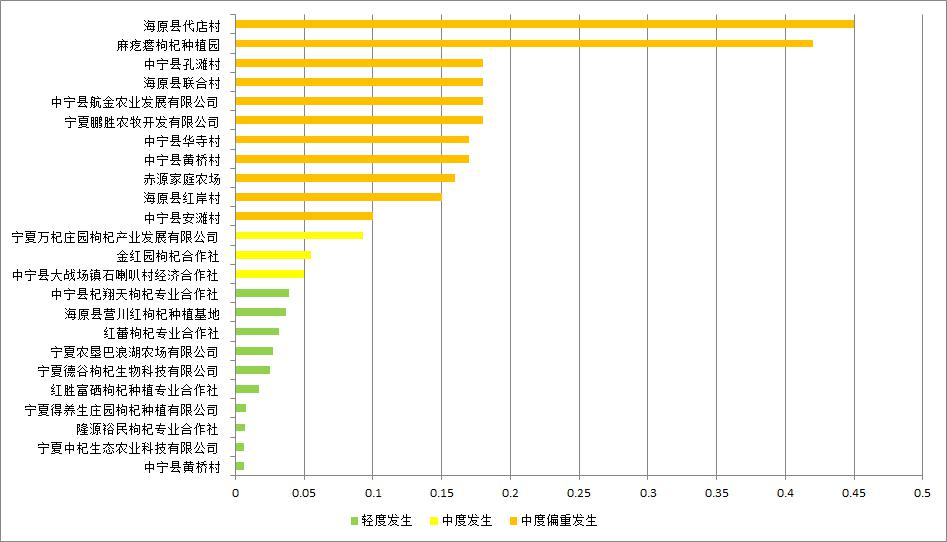 海原县代店村
麻疙瘩枸杞种植园
中宁县孔滩村
海原县联合村
中宁县航金农业发展有限公司
宁夏鹏胜农牧开发有限公司
中宁县华寺村
中宁县黄桥村
赤源家庭农场
海原县红岸村
中宁县安滩村
宁夏万杞庄园枸杞产业发展有限公司
金红园枸杞合作社
中宁县大战场镇石喇叭村经济合作社
中宁县杞翔天枸杞专业合作社
海原县营川红枸杞种植基地
红蕾枸杞专业合作社
宁夏农垦巴浪湖农场有限公司
宁夏德谷枸杞生物科技有限公司
红胜富硒枸杞种植专业合作社
宁夏得养生庄园枸杞种植有限公司
隆源裕民枸杞专业合作社
宁夏中杞生态农业科技有限公司
中宁县黄桥村
0 0.05 0.1 0.15 0.2 0.25 0.3 0.35 0.4 0.45 0.5
轻度发生 中度发生 中度偏重发生